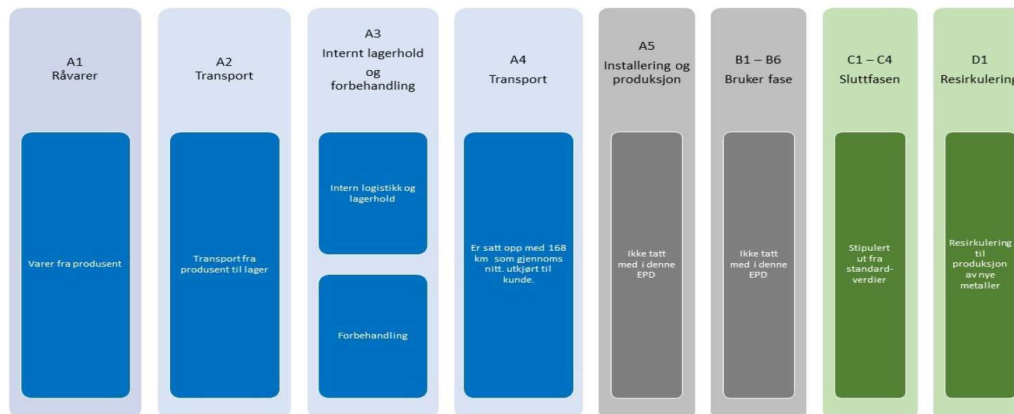 A1
Råvarer
Varer fra produsent
A2
Transport
Transport fra
produsent til lager
A3
Internt lagerhold
og
forbehandling
Intern logistikk og
lagerhold
Forbehandling
A4
Transport
Er satt opp med 168
km som gjennoms
nitt. utkjørt til
kunde.
A5
Installering og
produksjon
Ikke tatt
med i denne
EPD
B1 – B6
Bruker fase
Ikke tatt
med i denne
EPD
C1 – C4
Sluttfasen
Stipulert
ut fra
standard-
verdier
D1
Resirkulering
Resirkulering
til
produksjon
av nye
metaller